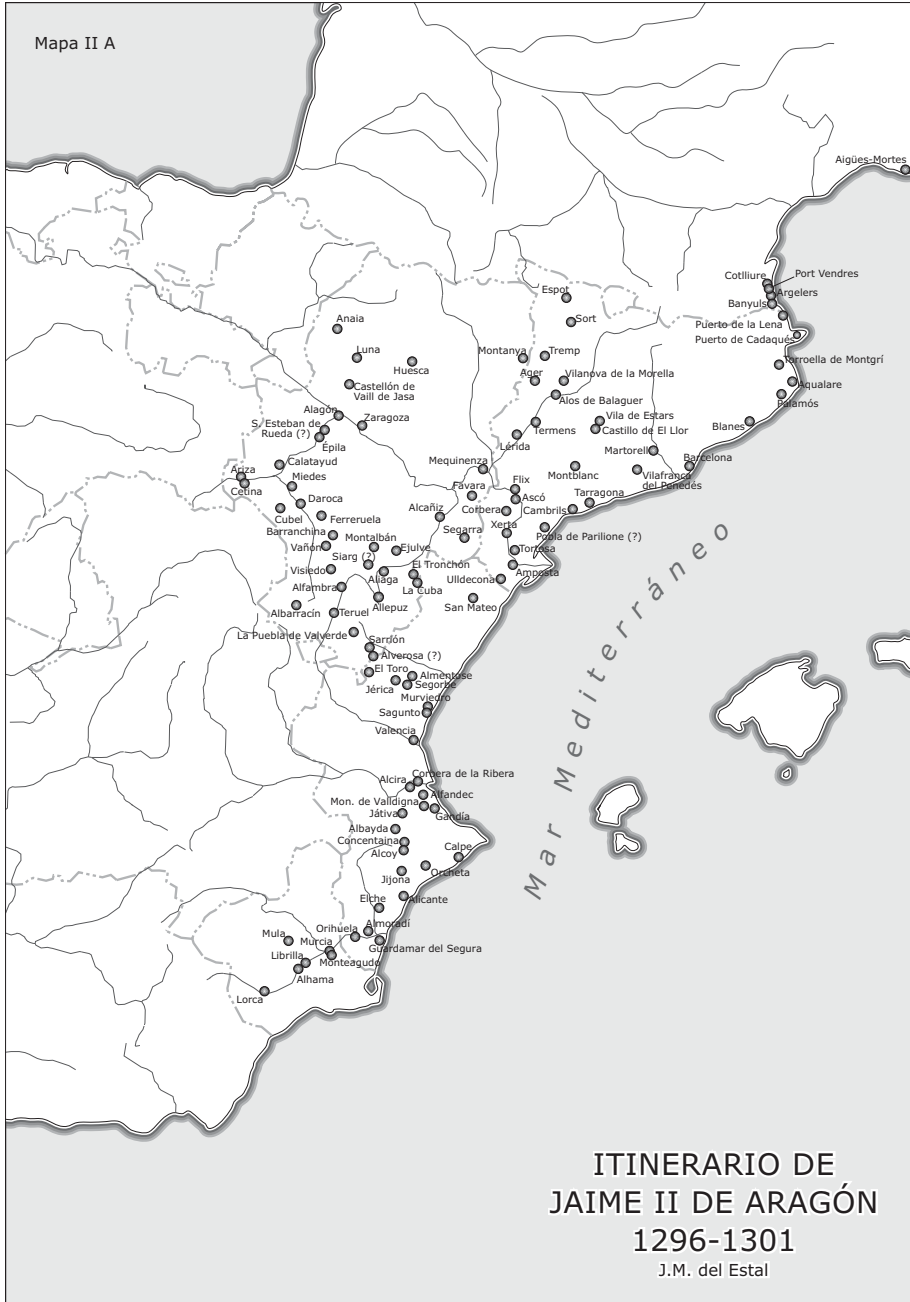 Mapa II A
Aigües-Mortes
Cotlliure
Port Vendres
Argelers
Banyuls
Puerto de la Lena
Puerto de Cadaqués
Torroella de Montgrí
Aqualare
Palamós
Blanes
Espot
Sort
Montanya
Tremp
Ager
Vilanova de la Morella
Alos de Balaguer
Termens
Vila de Estars
Castillo de El Llor
Lérida
Martorell
Barcelona
Montblanc
Vilafranca
del Penedés
Tarragona
Cambrils
Pobla de Parilione (?)
Anaia
Luna
Huesca
Castellón de
Vaill de Jasa
Alagón
Zaragoza
S. Esteban de
Rueda (?)
Épila
Calatayud
Ariza
Cetina
Miedes
Daroca
Cubel
Ferreruela
Barranchina
Vañón
Montalbán
Siarg (?)
Ejulve
Visiedo
Aliaga
El Tronchón
La Cuba
Alfambra
Allepuz
Albarracín
Teruel
Mequinenza
Favara
Flix
Ascó
Corbera
Alcañiz
Segarra
Xerta
Tortosa
Amposta
Ulldecona
San Mateo
La Puebla de Valverde
Sarrión
Alverosa (?)
El Toro
Jérica
Almentose
Segorbe
Murviedro
Sagunto
Valencia
Corbera de la Ribera
Alcira
Alfandec
Mon. de Valldigna
Gandía
Játiva
Albayda
Concentaina
Alcoy
Calpe
Orcheta
Jijona
Alicante
Elche
Almoradí
Orihuela
Guardamar del Segura
Mula
Murcia
Monteagudo
Librilla
Alhama
Lorca
Mar Mediterráneo
ITINERARIO DE
JAIME II DE ARAGÓN
1296-1301
J.M. del Estal